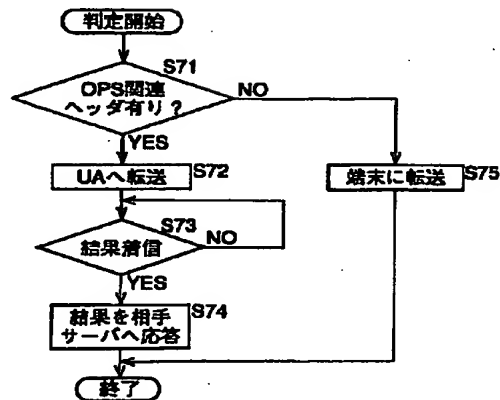 判定開始
S71
OPS関連
ヘッダ有り？
NO
YES
UAへ転送
S72
端末に転送
S75
S73
結果着信
NO
YES
結果を相手
サーバへ応答
S74
終了